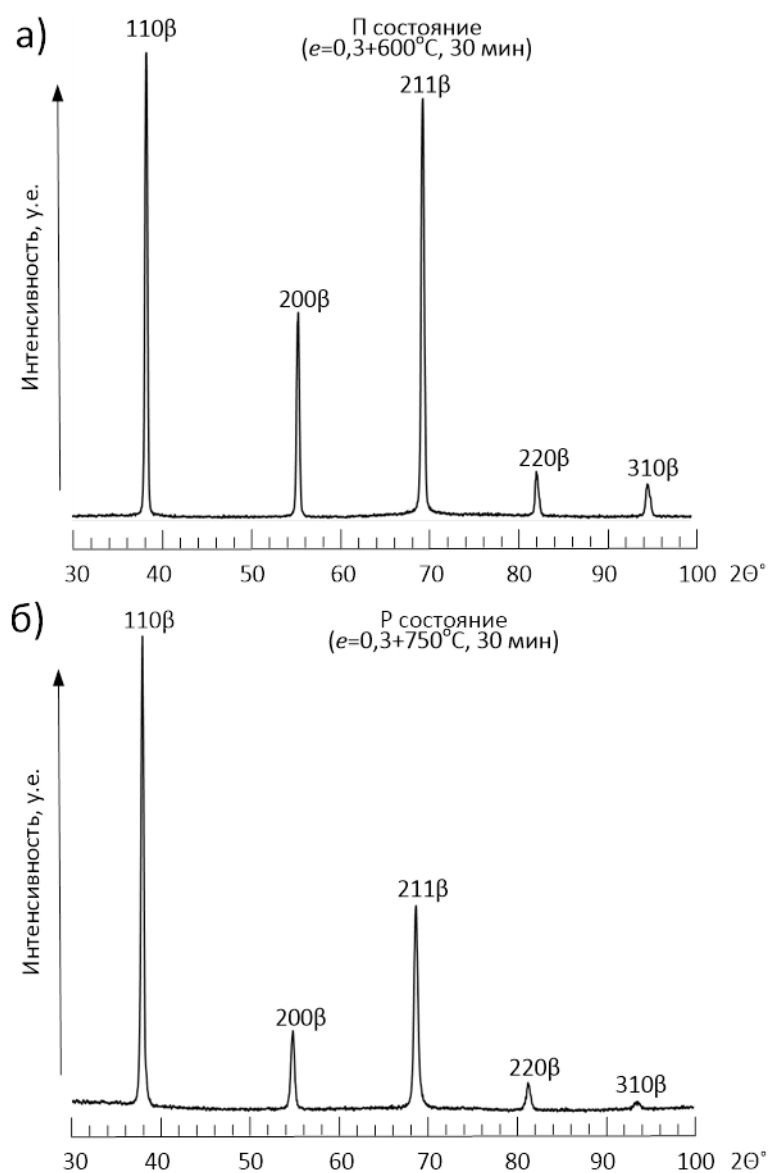 а)
П состояние
(e=0,3+600°С, 30 мин)
110β
211β
200β
220β
310β
Интенсивность, у.е.
30 40 50 60 70 80 90 100 2Θ°
б)
Р состояние
(e=0,3+750°С, 30 мин)
110β
211β
200β
220β
310β
Интенсивность, у.е.
30 40 50 60 70 80 90 100 2Θ°